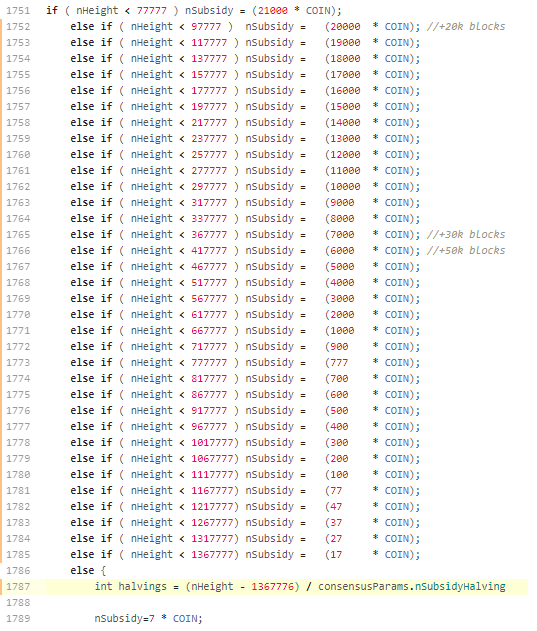 1751 if ( nHeight < 77777 ) nSubsidy = (21000 * COIN);
1752 else if ( nHeight < 97777 ) nSubsidy = (20000 * COIN); //+20k blocks
1753 else if ( nHeight < 117777 ) nSubsidy = (19000 * COIN);
1754 else if ( nHeight < 137777 ) nSubsidy = (18000 * COIN);
1755 else if ( nHeight < 157777 ) nSubsidy = (17000 * COIN);
1756 else if ( nHeight < 177777 ) nSubsidy = (16000 * COIN);
1757 else if ( nHeight < 197777 ) nSubsidy = (15000 * COIN);
1758 else if ( nHeight < 217777 ) nSubsidy = (14000 * COIN);
1759 else if ( nHeight < 237777 ) nSubsidy = (13000 * COIN);
1760 else if ( nHeight < 257777 ) nSubsidy = (12000 * COIN);
1761 else if ( nHeight < 277777 ) nSubsidy = (11000 * COIN);
1762 else if ( nHeight < 297777 ) nSubsidy = (10000 * COIN);
1763 else if ( nHeight < 317777 ) nSubsidy = (9000 * COIN);
1764 else if ( nHeight < 337777 ) nSubsidy = (8000 * COIN);
1765 else if ( nHeight < 367777 ) nSubsidy = (7000 * COIN); //+30k blocks
1766 else if ( nHeight < 417777 ) nSubsidy = (6000 * COIN); //+50k blocks
1767 else if ( nHeight < 467777 ) nSubsidy = (5000 * COIN);
1768 else if ( nHeight < 517777 ) nSubsidy = (4000 * COIN);
1769 else if ( nHeight < 567777 ) nSubsidy = (3000 * COIN);
1770 else if ( nHeight < 617777 ) nSubsidy = (2000 * COIN);
1771 else if ( nHeight < 667777 ) nSubsidy = (1000 * COIN);
1772 else if ( nHeight < 717777 ) nSubsidy = (900 * COIN);
1773 else if ( nHeight < 777777 ) nSubsidy = (777 * COIN);
1774 else if ( nHeight < 817777 ) nSubsidy = (700 * COIN);
1775 else if ( nHeight < 867777 ) nSubsidy = (600 * COIN);
1776 else if ( nHeight < 917777 ) nSubsidy = (500 * COIN);
1777 else if ( nHeight < 967777 ) nSubsidy = (400 * COIN);
1778 else if ( nHeight < 1017777) nSubsidy = (300 * COIN);
1779 else if ( nHeight < 1067777) nSubsidy = (200 * COIN);
1780 else if ( nHeight < 1117777) nSubsidy = (100 * COIN);
1781 else if ( nHeight < 1167777) nSubsidy = (77 * COIN);
1782 else if ( nHeight < 1217777) nSubsidy = (47 * COIN);
1783 else if ( nHeight < 1267777) nSubsidy = (37 * COIN);
1784 else if ( nHeight < 1317777) nSubsidy = (27 * COIN);
1785 else if ( nHeight < 1367777) nSubsidy = (17 * COIN);
1786 else {
1787 int halvings = (nHeight - 1367776) / consensusParams.nSubsidyHalving
1788
1789 nSubsidy=7 * COIN;